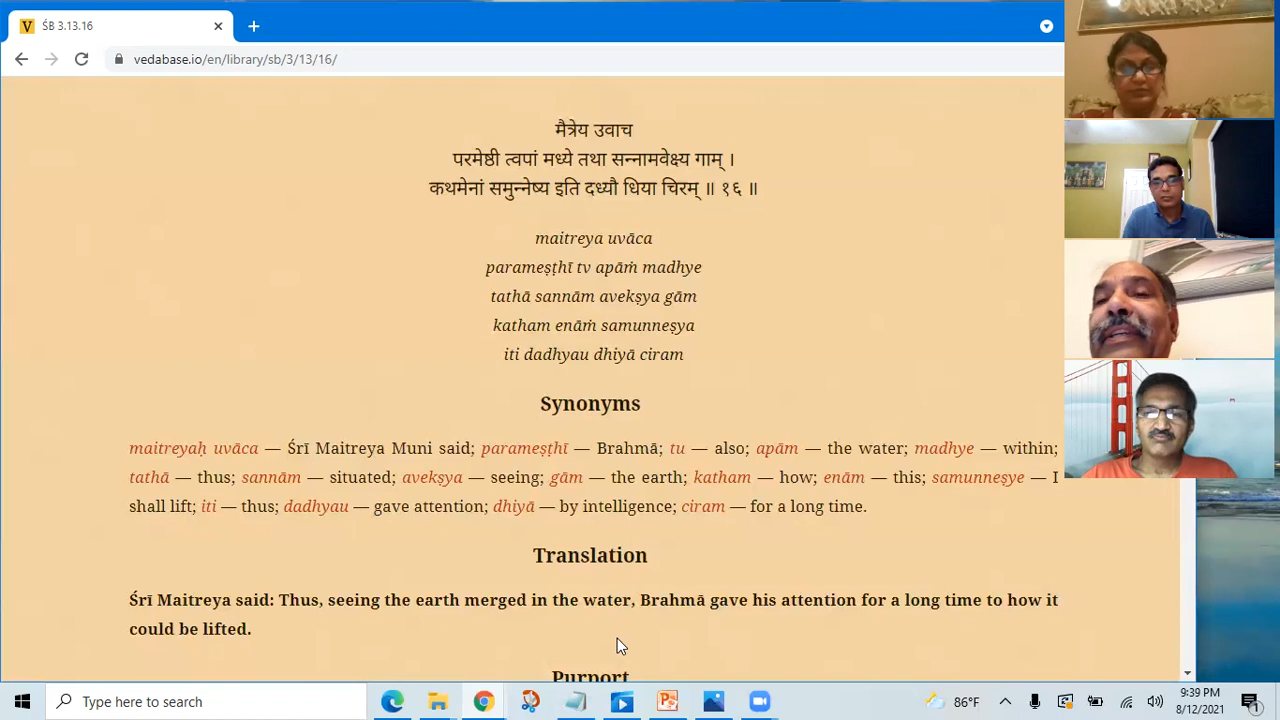 ŚB 3.13.16
vedabase.io/en/library/sb/3/13/16/
मैत्रेय उवाच
परमेष्ठी त्वपां मध्ये तथा सन्नामवेक्ष्य गाम् ।
कथमेनां समुन्नेष्य इति दध्यौ धिया चिरम् ॥ १६ ॥
maitreya uvāca
parameṣṭhī tv apāṁ madhye
tathā sannām avekṣya gām
katham enāṁ samunneṣya
iti dadhyau dhiyā ciram
Synonyms
maitreyaḥ uvāca — Śrī Maitreya Muni said; parameṣṭhī — Brahmā; tu — also; apām — the water; madhye — within;
tathā — thus; sannām — situated; avekṣya — seeing; gām — the earth; katham — how; enām — this; samunneṣye — I
shall lift; iti — thus; dadhyau — gave attention; dhiyā — by intelligence; ciram — for a long time.
Translation
Śrī Maitreya said: Thus, seeing the earth merged in the water, Brahmā gave his attention for a long time to how it
could be lifted.
Purport
Type here to search
86°F
9:39 PM
8/12/2021